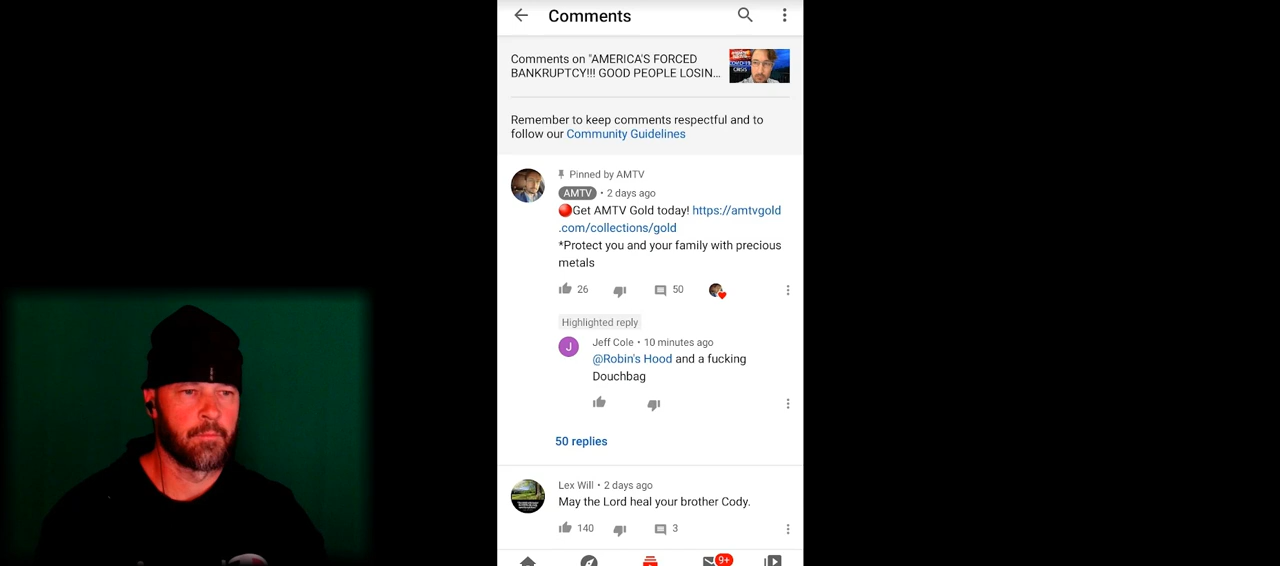 Comments
Comments on "AMERICA'S FORCED
BANKRUPTCY!!! GOOD PEOPLE LOSIN...
COVID-19
CRISIS
Remember to keep comments respectful and to
follow our Community Guidelines
Pinned by AMTV
AMTV • 2 days ago
🔴Get AMTV Gold today! https://amtvgold
.com/collections/gold
*Protect you and your family with precious
metals
26 50
Highlighted reply
J Jeff Cole • 10 minutes ago
@Robin's Hood and a fucking
Douchbag
50 replies
Lex Will • 2 days ago
May the Lord heal your brother Cody.
140 3
9+